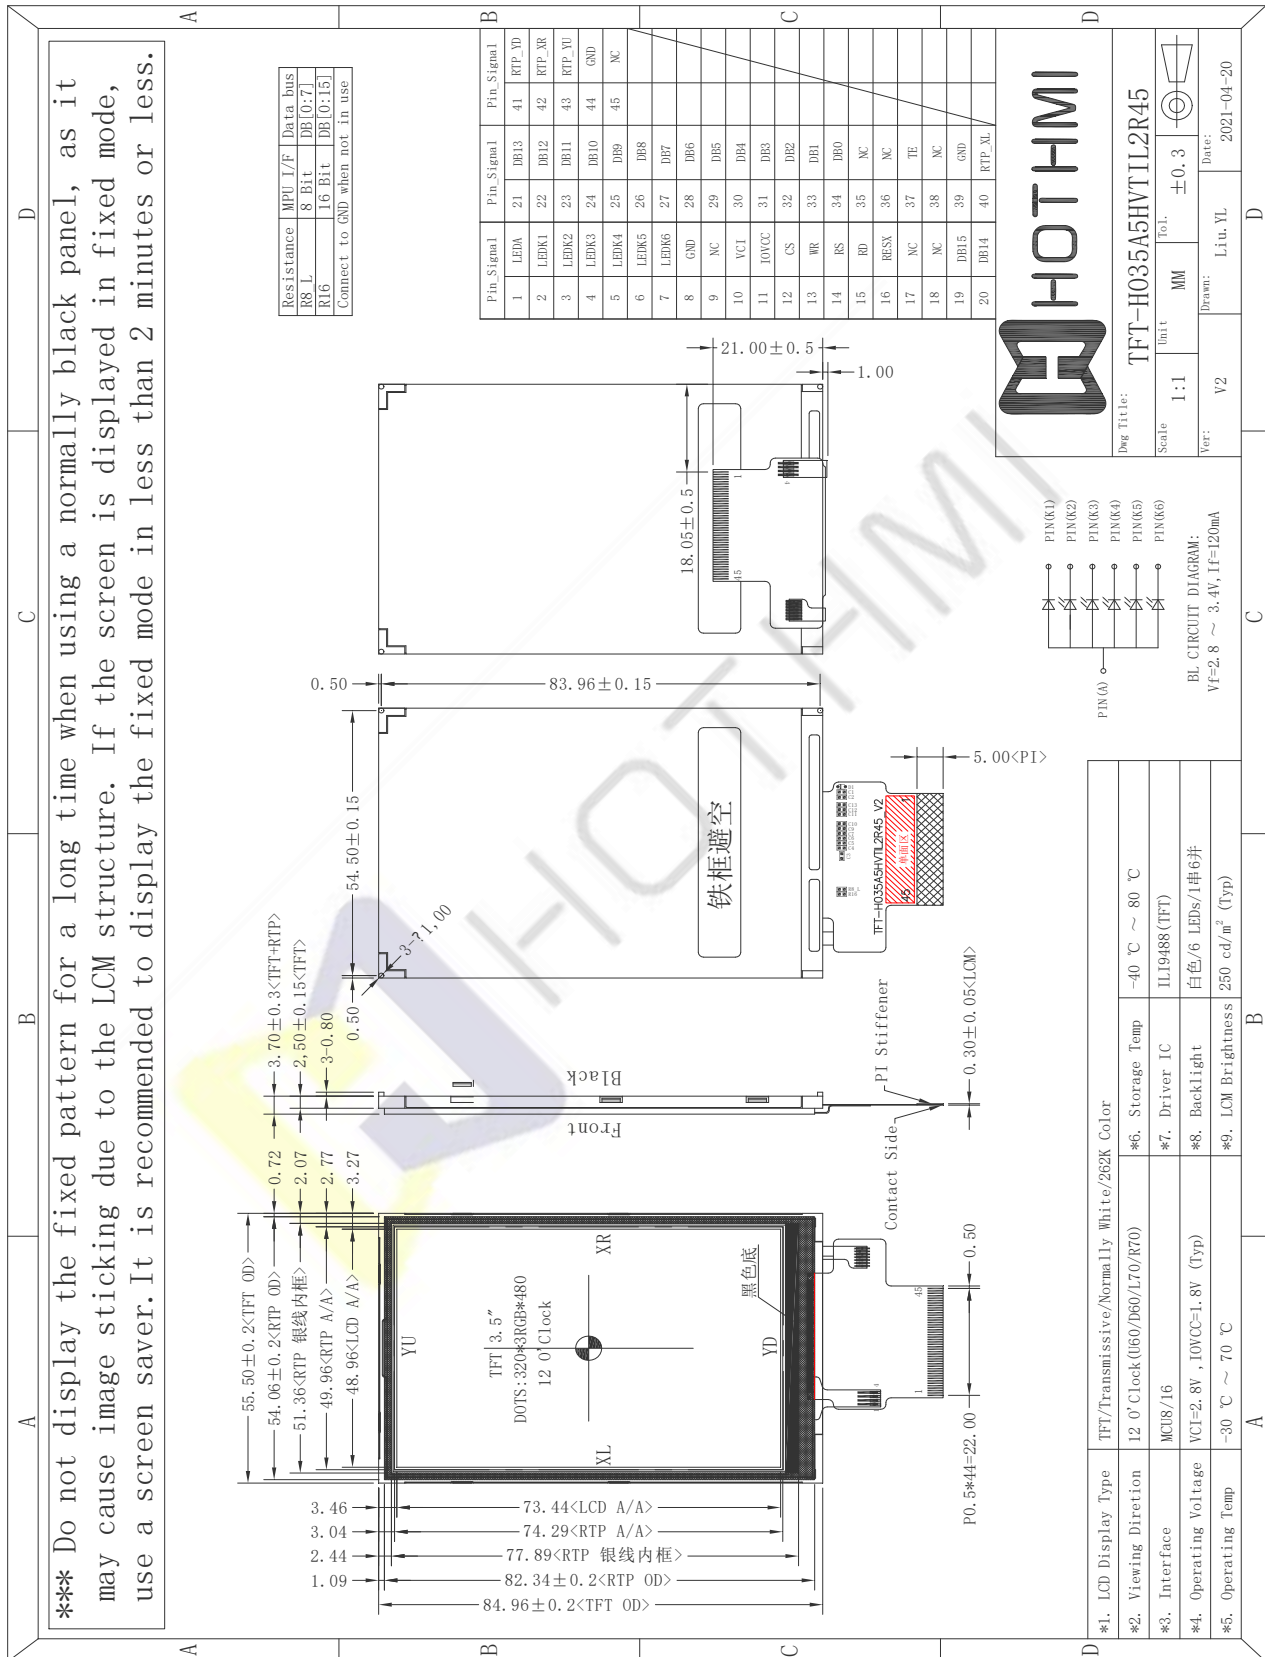 *** Do not display the fixed pattern for a long time when using a normally black panel, as it
may cause image sticking due to the LCM structure. If the screen is displayed in fixed mode,
use a screen saver. It is recommended to display the fixed mode in less than 2 minutes or less.
Resistance MPU I/F Data bus
R8_L 8 Bit DB[0:7]
R16 16 Bit DB[0:15]
Connect to GND when not in use
Pin_Signal Pin_Signal Pin_Signal
1 LEDA 21 DB13 41 RTP_YD
2 LEDK1 22 DB12 42 RTP_XR
3 LEDK2 23 DB11 43 RTP_YU
4 LEDK3 24 DB10 44 GND
5 LEDK4 25 DB9 45 NC
6 LEDK5 26 DB8
7 LEDK6 27 DB7
8 GND 28 DB6
9 NC 29 DB5
10 VCI 30 DB4
11 IOVCC 31 DB3
12 CS 32 DB2
13 WR 33 DB1
14 RS 34 DB0
15 RD 35 NC
16 RESX 36 NC
17 NC 37 TE
18 NC 38 NC
19 DB15 39 GND
20 DB14 40 RTP_XL
55.50±0.2<TFT OD>
54.06±0.2<RTP OD>
51.36<RTP 银线内框>
49.96<RTP A/A>
48.96<LCD A/A>
0.72
2.07
2.77
3.27
3.46
3.04
2.44
1.09
73.44<LCD A/A>
74.29<RTP A/A>
77.89<RTP 银线内框>
82.34±0.2<RTP OD>
84.96±0.2<TFT OD>
YU
TFT 3.5"
DOTS:320*3RGB*480
12 O'Clock
XL
XR
YD
黑色底
1
45
P0.5*44=22.00
0.50
3.70±0.3<TFT+RTP>
2,50±0.15<TFT>
3-0.80
Front
Black
Contact Side
PI Stiffener
0.30±0.05<LCM>
0.50
54.50±0.15
3-?1,00
铁框避空
TFT-H035A5HVTIL2R45_V2
单面区
45
1
5.00<PI>
0.50
83.96±0.15
18.05±0.5
45
1
21.00±0.5
1.00
PIN(A)
PIN(K1)
PIN(K2)
PIN(K3)
PIN(K4)
PIN(K5)
PIN(K6)
BL CIRCUIT DIAGRAM:
Vf=2.8 ~ 3.4V,If=120mA
*1. LCD Display Type TFT/Transmissive/Normally White/262K Color
*2. Viewing Diretion 12 O'Clock(U60/D60/L70/R70) *6. Storage Temp -40 ℃ ~ 80 ℃
*3. Interface MCU8/16 *7. Driver IC ILI9488(TFT)
*4. Operating Voltage VCI=2.8V ,IOVCC=1.8V (Typ) *8. Backlight 白色/6 LEDs/1串6并
*5. Operating Temp -30 ℃ ~ 70 ℃ *9. LCM Brightness 250 cd/m² (Typ)
HOTHMI
Dwg Title: TFT-H035A5HVTIL2R45
Scale 1:1 Unit MM Tol. ±0.3
Ver: V2 Drawn: Liu.YL Date: 2021-04-20
A
B
C
D
A
B
C
D
A
B
C
D
A
B
C
D
HOTHMI